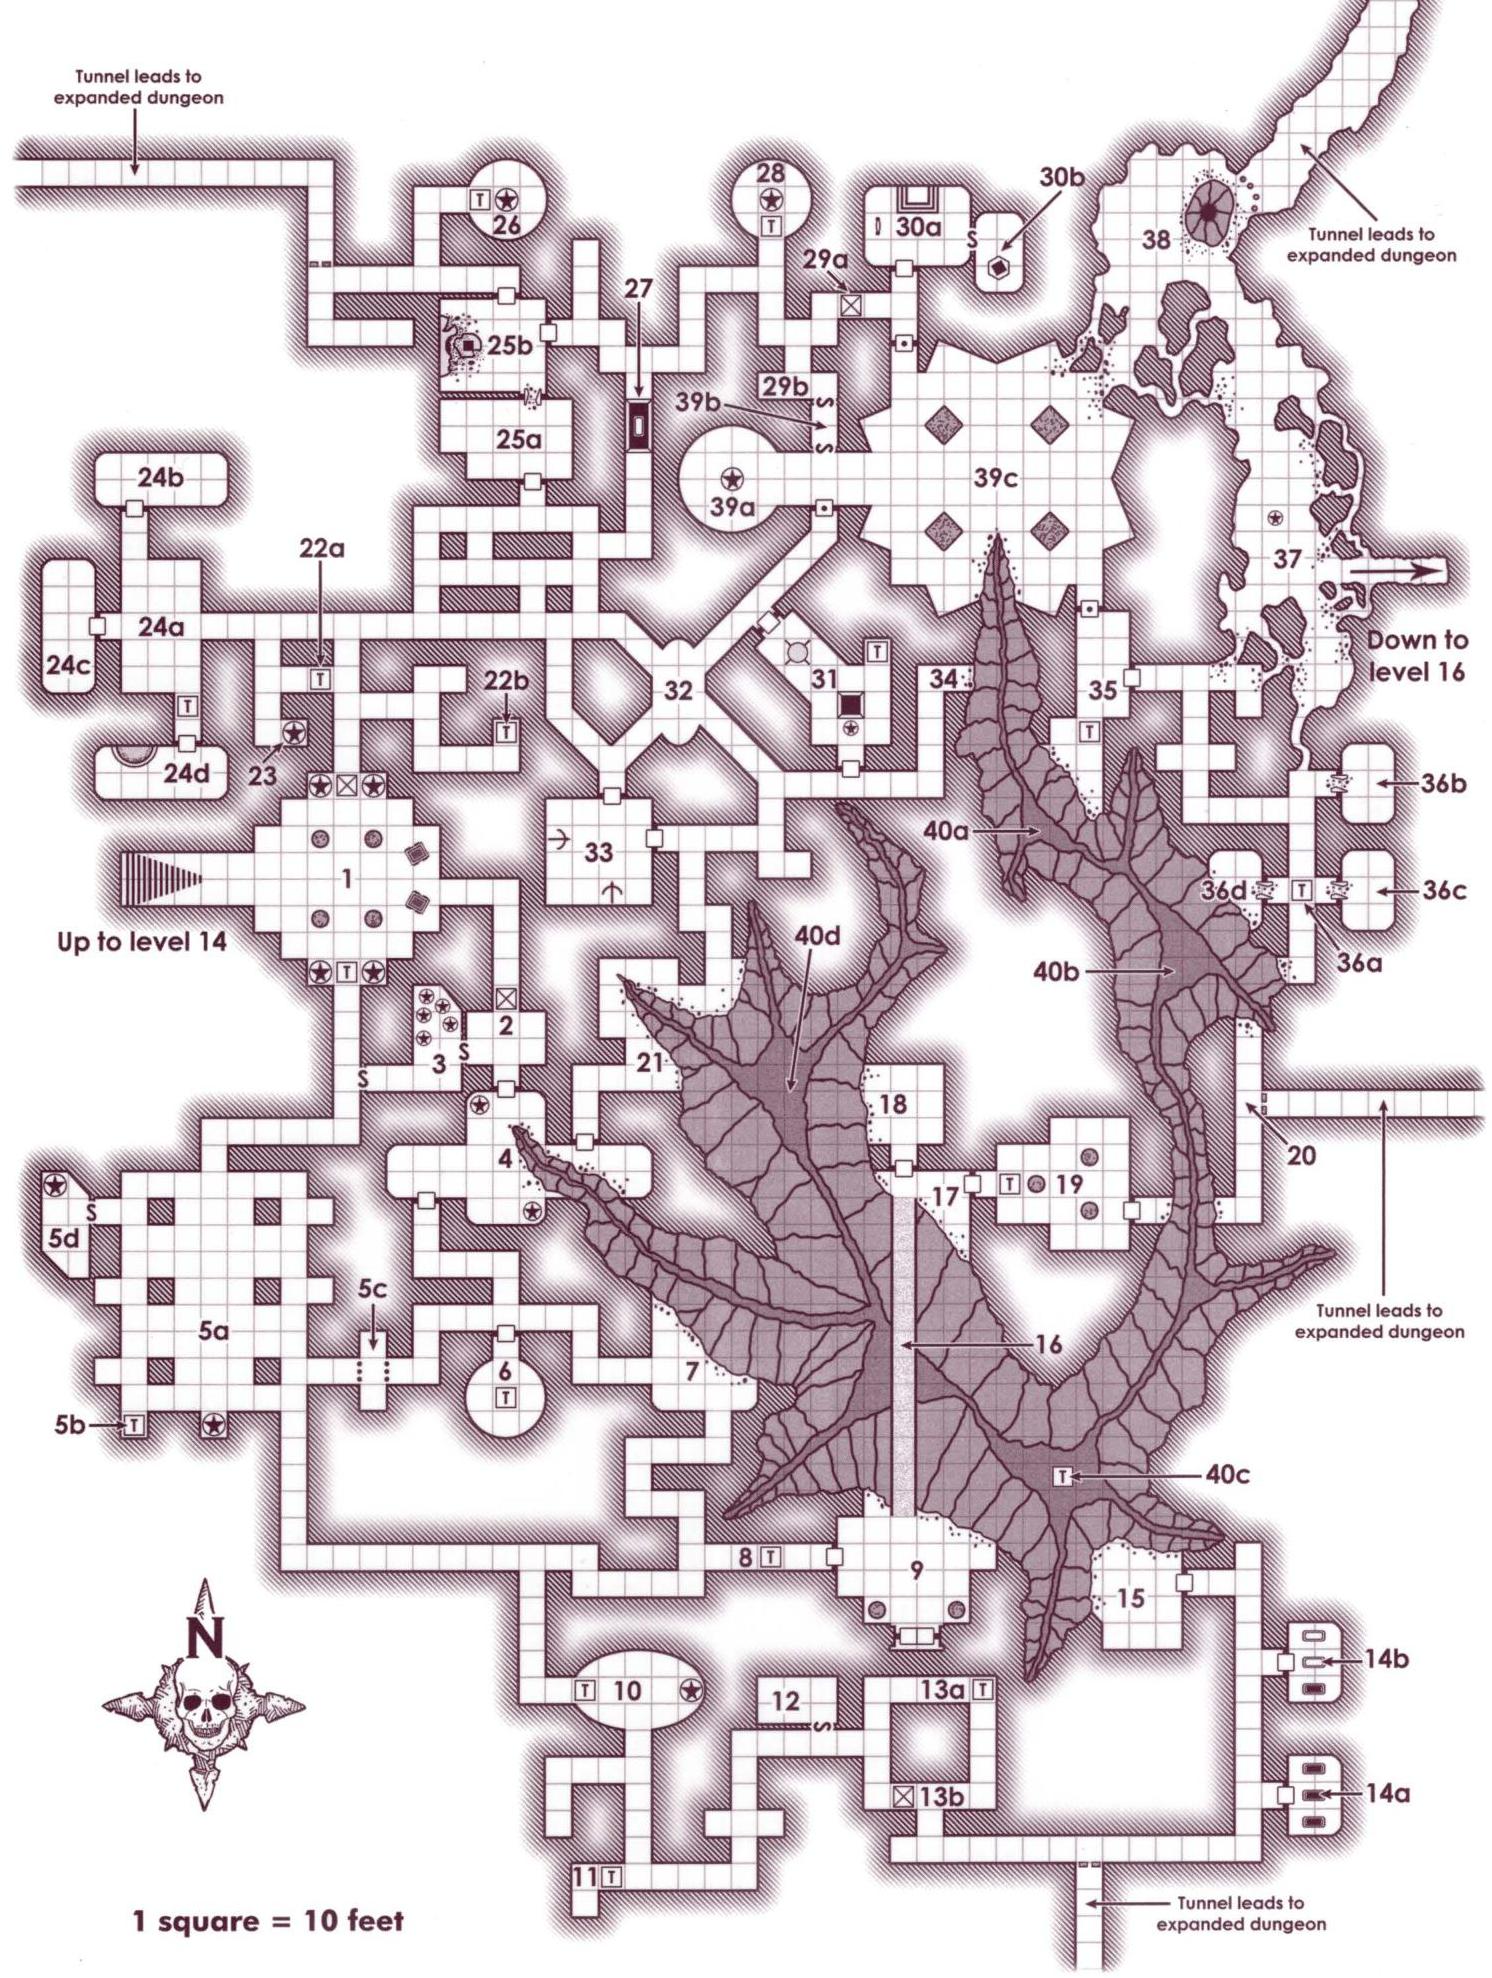 Tunnel leads to
expanded dungeon
30b
28
T
T
26
30a
S
38
Tunnel leads to
expanded dungeon
29a
27
25b
29b
39b
S
S
25a
24b
39c
39a
22a
37
24a
Down to
level 16
24c
T
22b
31
T
34
35
32
T
T
T
24d
23
36b
40a
33
1
36d
T
36c
Up to level 14
40d
36a
T
40b
2
3
S
21
S
18
4
20
T
19
17
S
5d
5c
Tunnel leads to
expanded dungeon
5a
16
6
7
T
5b
T
T
40c
8
T
9
15
N
14b
T
10
13a
T
12
S
13b
14a
11
T
Tunnel leads to
expanded dungeon
1 square = 10 feet